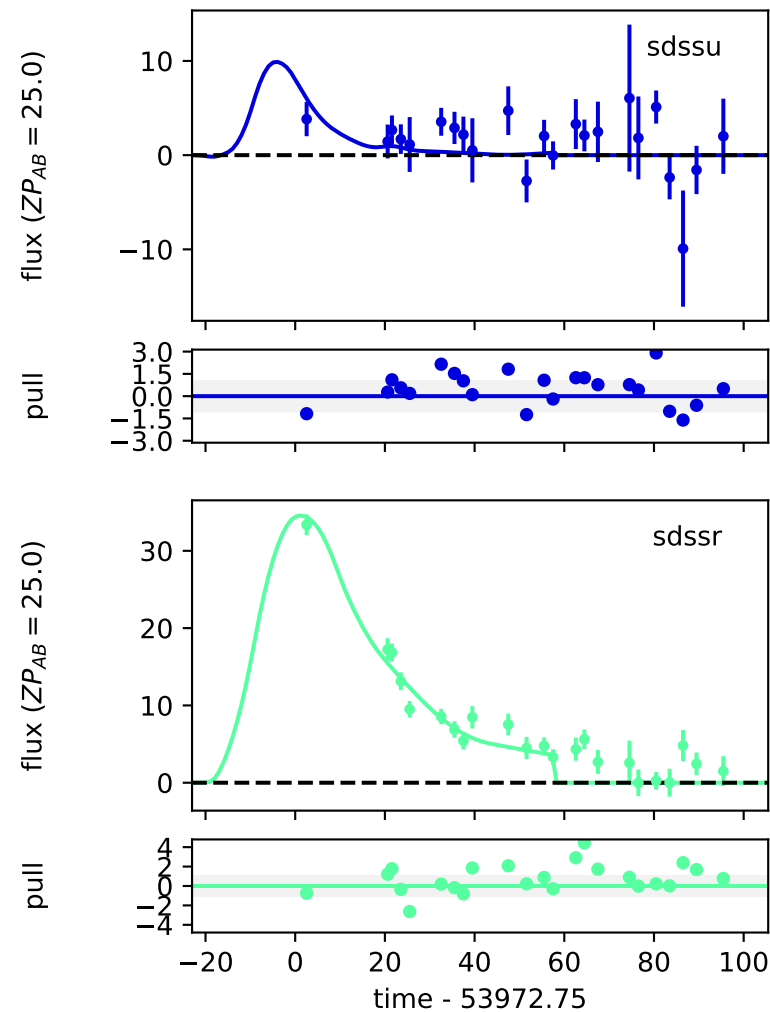 flux (ZP_AB = 25.0)
10
0
−10
sdssu
pull
3.0
1.5
0.0
−1.5
−3.0
flux (ZP_AB = 25.0)
30
20
10
0
sdssr
pull
4
2
0
−2
−4
−20 0 20 40 60 80 100
time - 53972.75